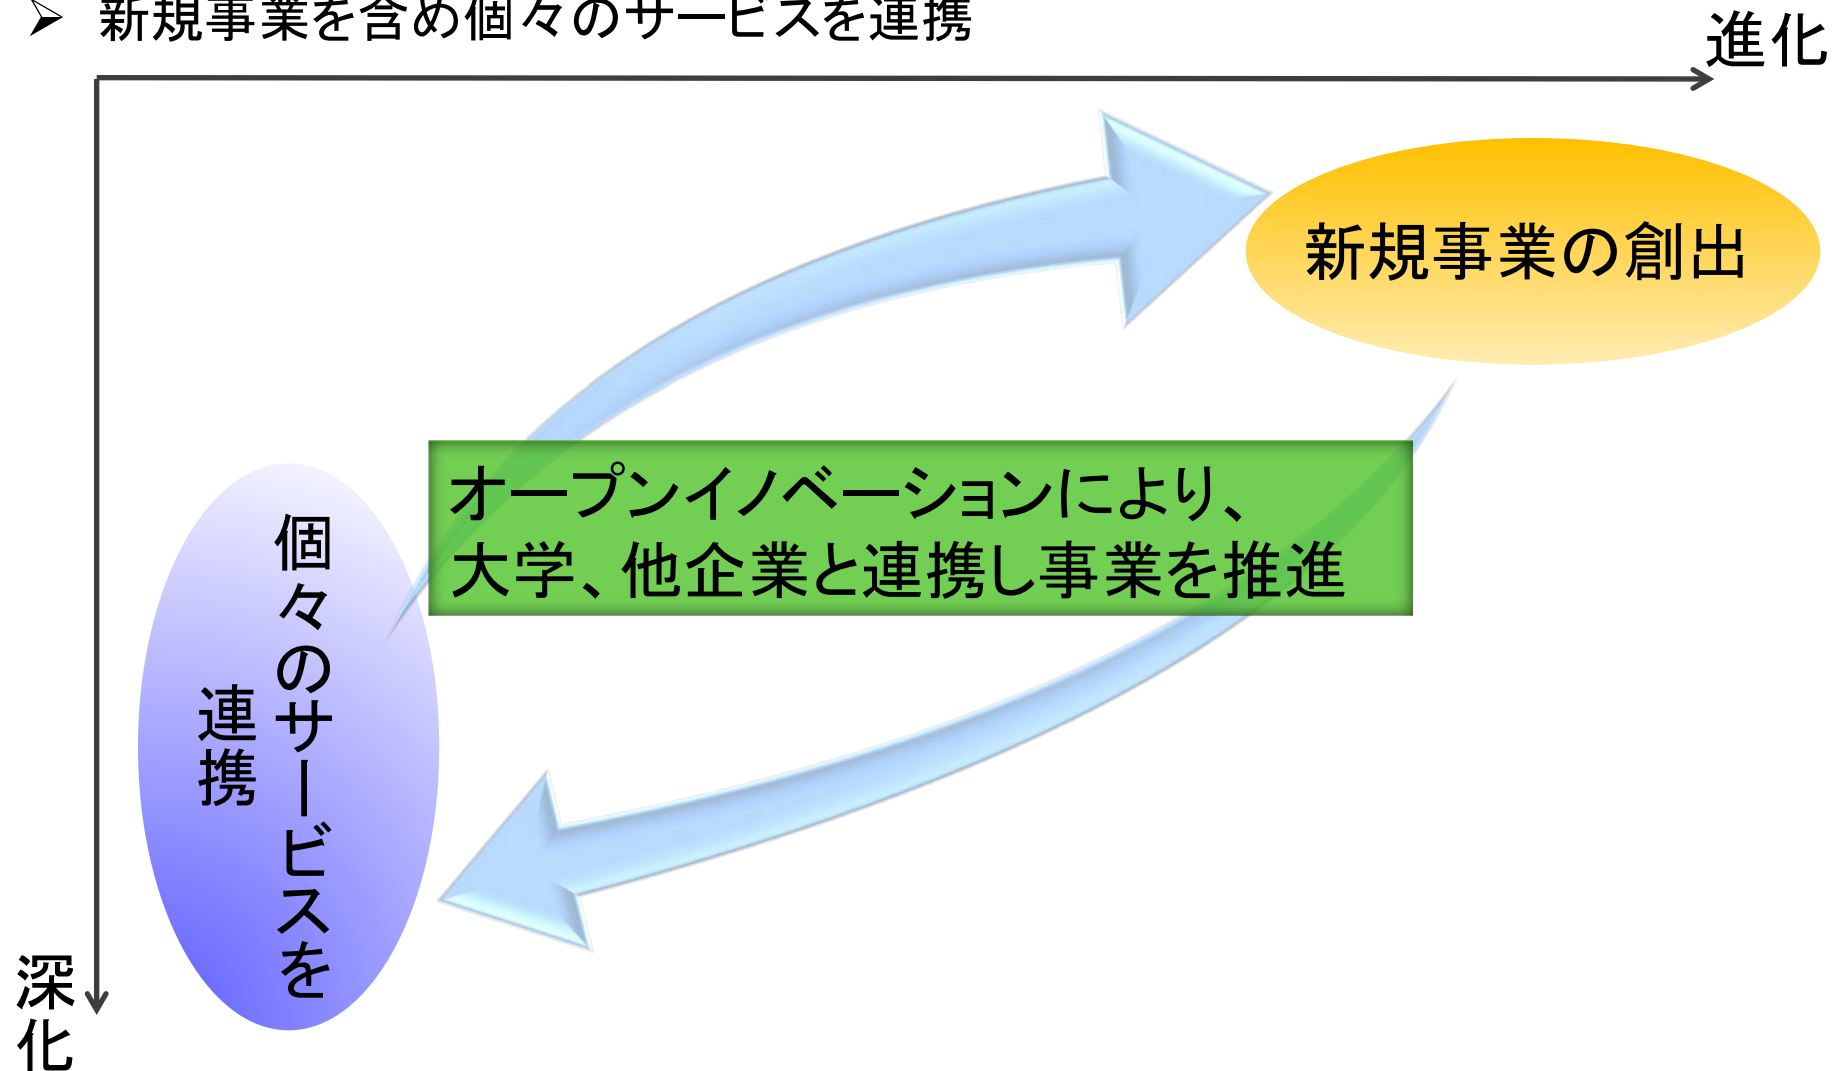 ➢ 新規事業を含め個々のサービスを連携
進化
新規事業の創出
オープンイノベーションにより、
大学、他企業と連携し事業を推進
個々のサービスを
連携
深化